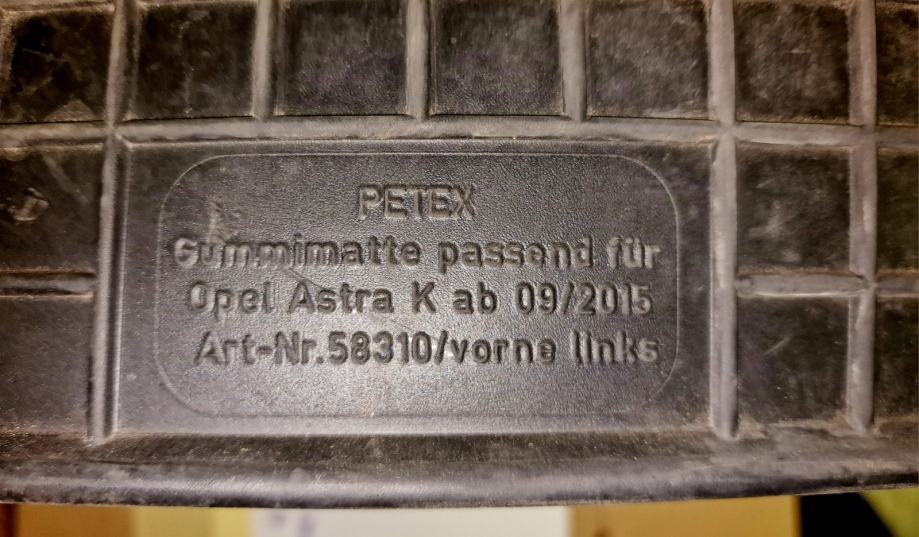 PETEX
Gummimatte passend für
Opel Astra K ab 09/2015
Art-Nr.58310/vorne links